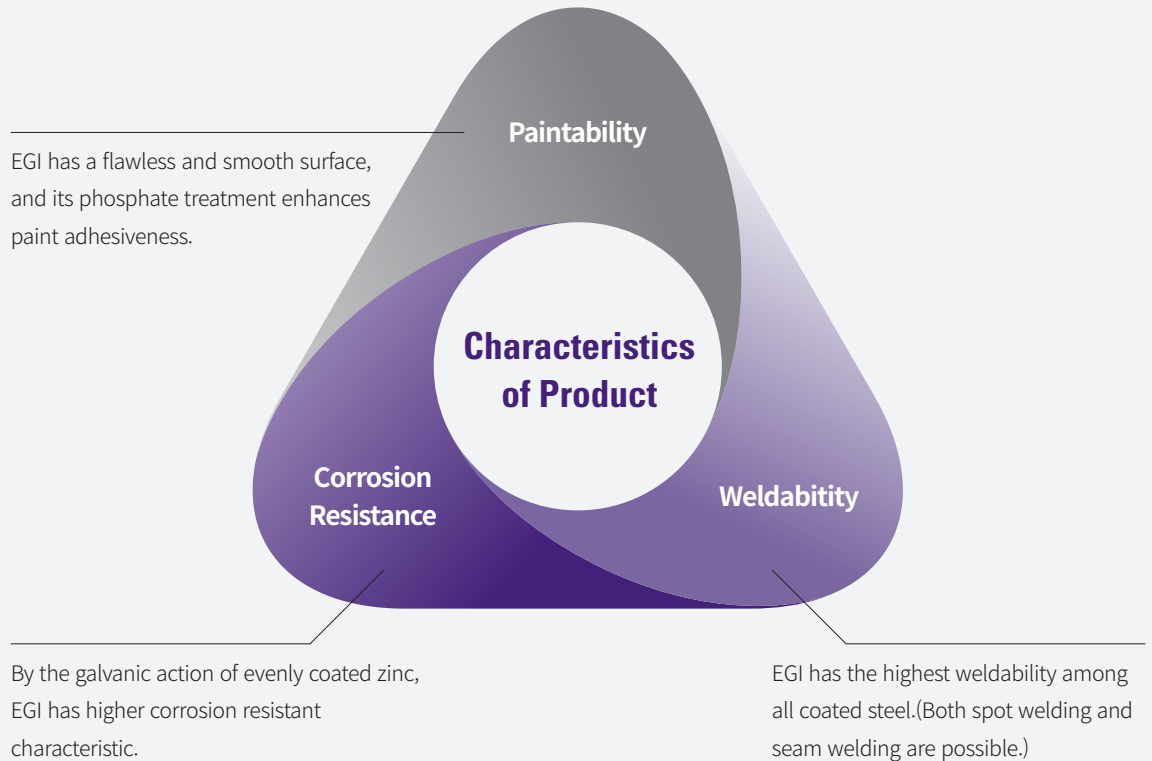 Paintability
EGI has a flawless and smooth surface,
and its phosphate treatment enhances
paint adhesiveness.
Characteristics
of Product
Corrosion
Resistance
Weldabitity
By the galvanic action of evenly coated zinc,
EGI has higher corrosion resistant
characteristic.
EGI has the highest weldability among
all coated steel.(Both spot welding and
seam welding are possible.)